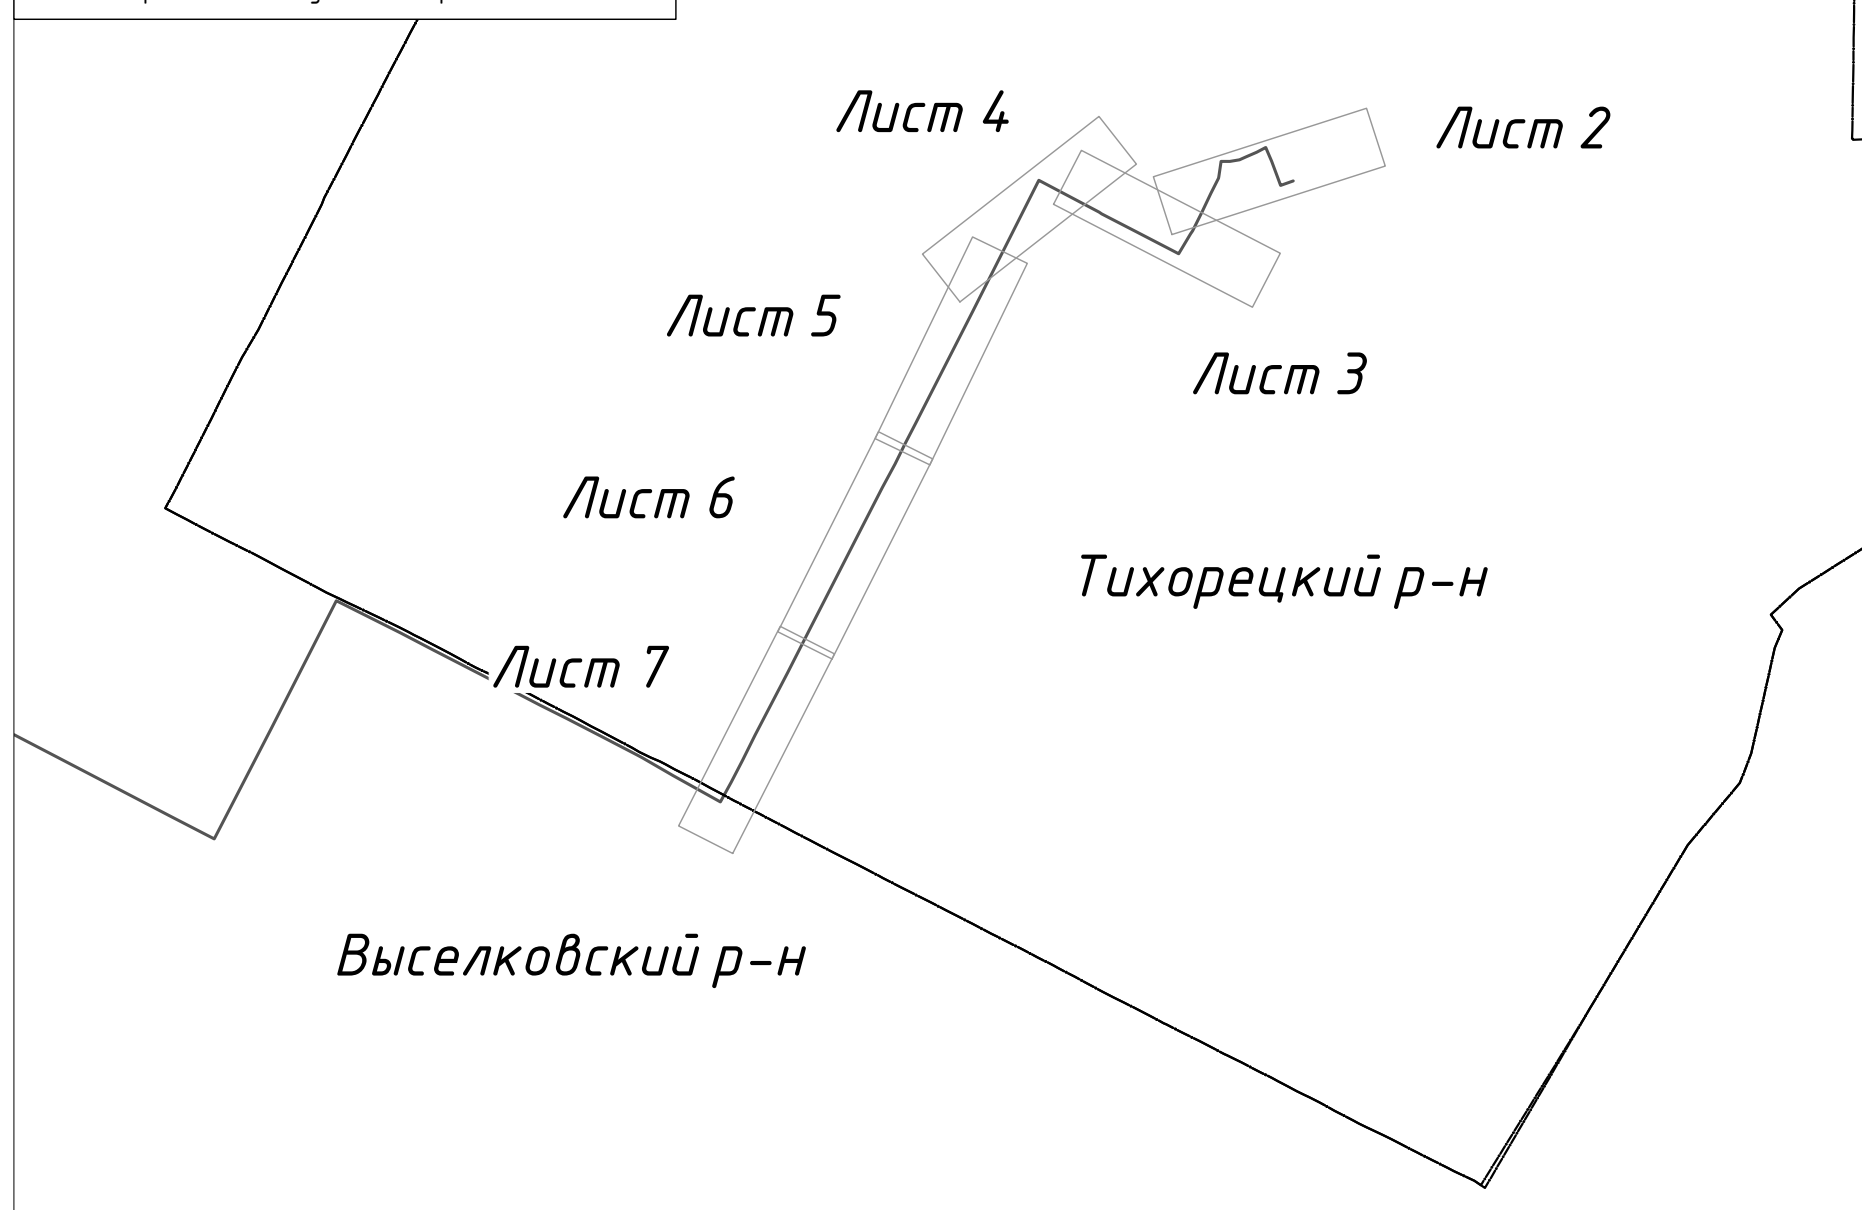 Лист 4
Лист 2
Лист 5
Лист 3
Лист 6
Тихорецкий р-н
Лист 7
Выселковский р-н